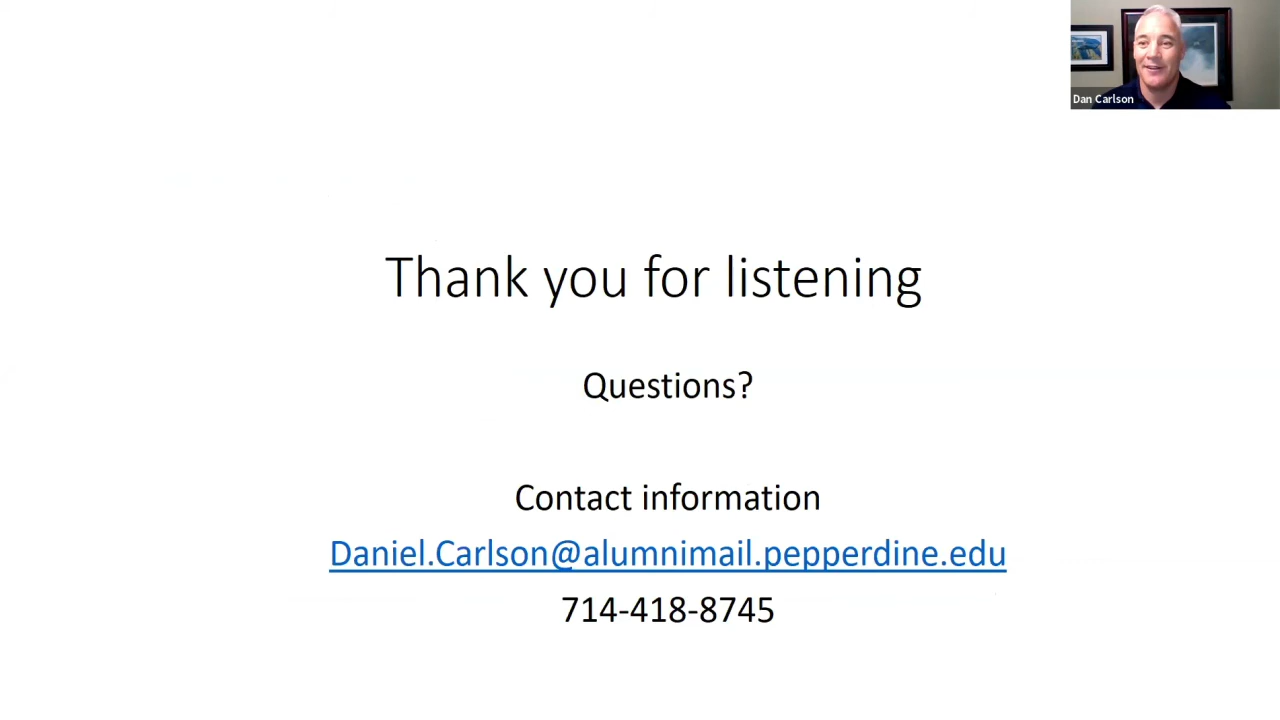 Dan Carlson
Thank you for listening
Questions?
Contact information
Daniel.Carlson@alumnimail.pepperdine.edu
714-418-8745